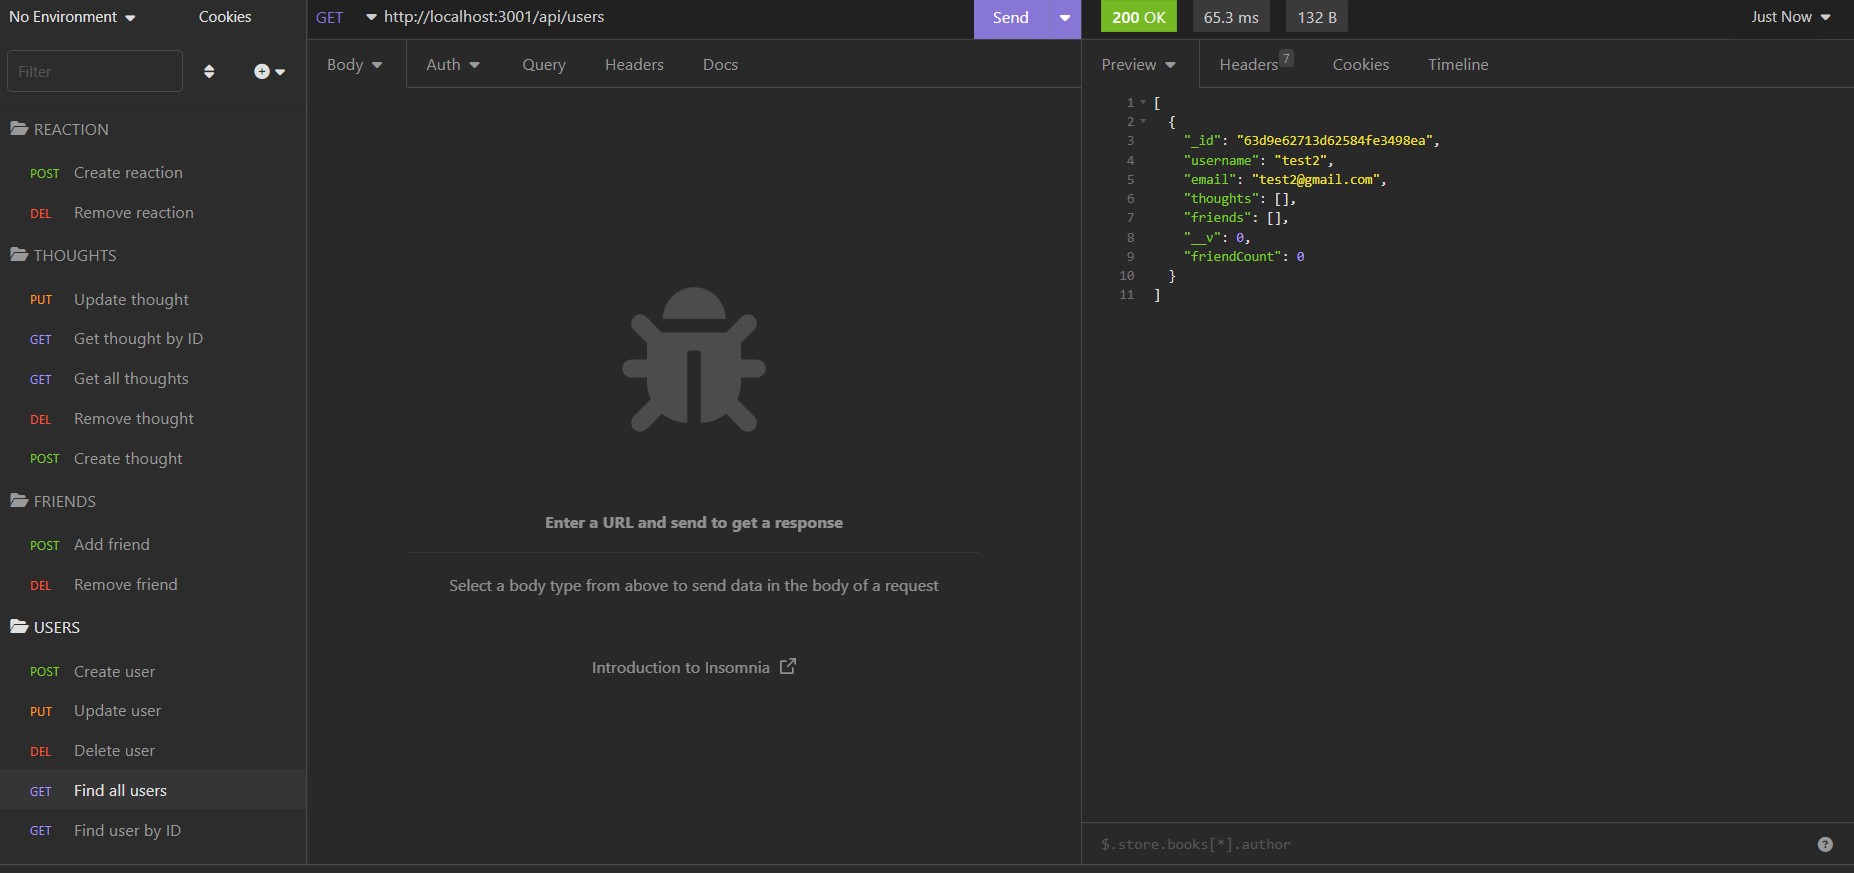 No Environment
Cookies
Filter
REACTION
POST Create reaction
DEL Remove reaction
THOUGHTS
PUT Update thought
GET Get thought by ID
GET Get all thoughts
DEL Remove thought
POST Create thought
FRIENDS
POST Add friend
DEL Remove friend
USERS
POST Create user
PUT Update user
DEL Delete user
GET Find all users
GET Find user by ID
GET http://localhost:3001/api/users Send
Body Auth Query Headers Docs
Enter a URL and send to get a response
Select a body type from above to send data in the body of a request
Introduction to Insomnia
200 OK 65.3 ms 132 B Just Now
Preview Headers 7 Cookies Timeline
1 [
2 {
3 "_id": "63d9e62713d62584fe3498ea",
4 "username": "test2",
5 "email": "test2@gmail.com",
6 "thoughts": [],
7 "friends": [],
8 "__v": 0,
9 "friendCount": 0
10 }
11 ]
$.store.books[*].author ?